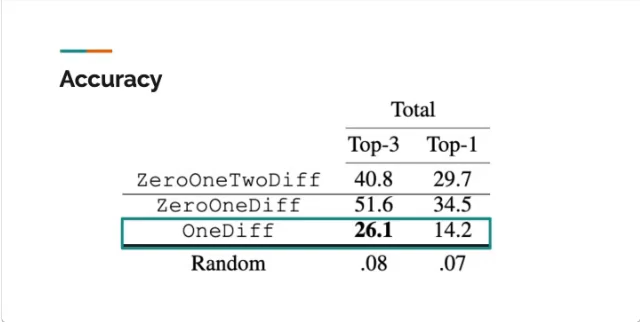 Accuracy
Total
Top-3 Top-1
ZeroOneTwoDiff 40.8 29.7
ZeroOneDiff 51.6 34.5
OneDiff 26.1 14.2
Random .08 .07